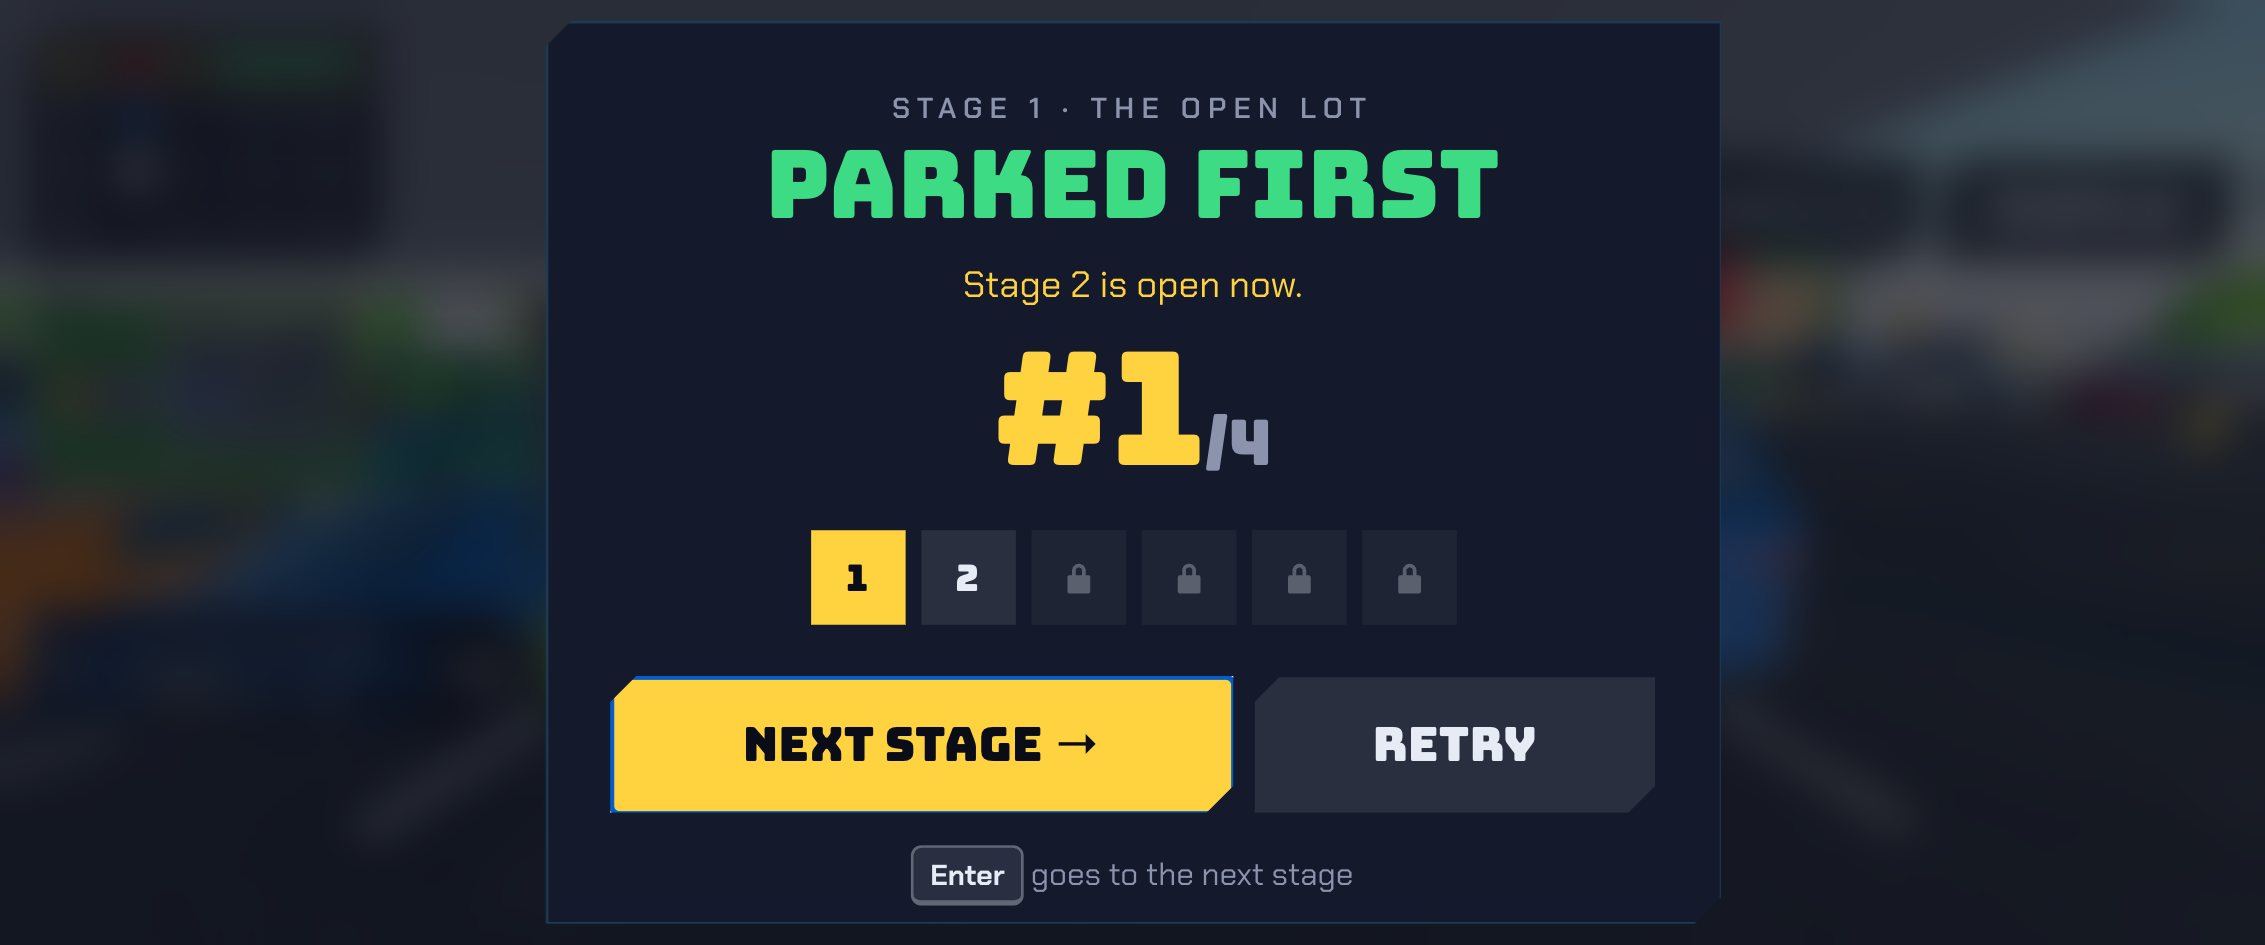 STAGE 1 · THE OPEN LOT
PARKED FIRST
Stage 2 is open now.
#1/4
1 2
NEXT STAGE → RETRY
Enter goes to the next stage